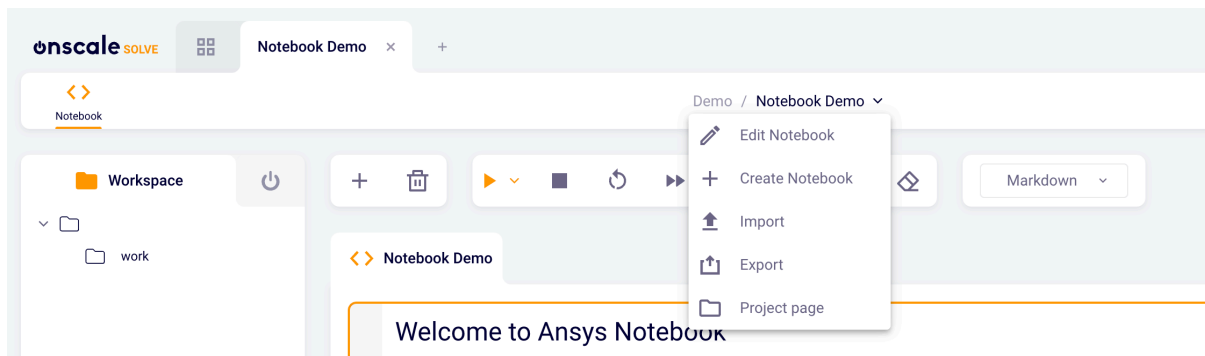 onscale SOLVE
Notebook Demo
Notebook
Demo / Notebook Demo
Edit Notebook
Create Notebook
Import
Export
Project page
Workspace
work
Markdown
Notebook Demo
Welcome to Ansys Notebook